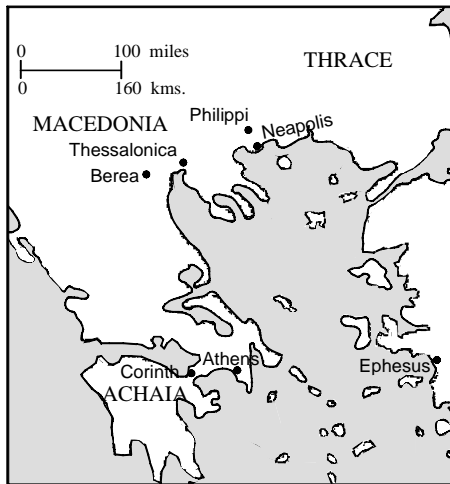 0 100 miles
0 160 kms.
THRACE
Philippi
Neapolis
MACEDONIA
Thessalonica
Berea
Athens
Corinth
Ephesus
ACHAIA